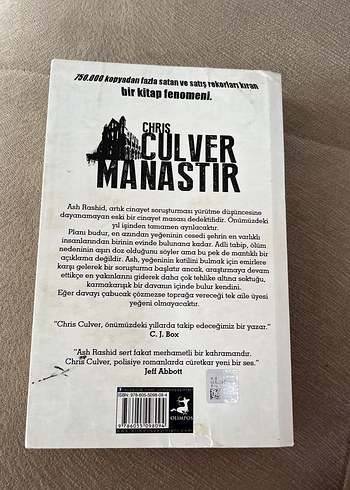 750.000 kopyadan fazla satan ve satış rekorları kıran
bir kitap fenomeni.
CHRIS
CULVER
MANASTIR
Ash Rashid, artık cinayet soruşturması yürütme düşüncesine
dayanamayan eski bir cinayet masası dedektifidir. Önümüzdeki
yıl işinden tamamen ayrılacaktır.
Planı budur, en azından yeğeninin cesedi şehrin en varlıklı
insanlarından birinin evinde bulunana kadar. Adli tabip, ölüm
nedeninin aşırı doz olduğunu söyler ama bu pek de mantıklı bir
açıklama değildir. Ash, yeğeninin katilini bulmak için emirlere
karşı gelerek bir soruşturma başlatır ancak, araştırmaya devam
ettikçe en yakınlarını giderek daha çok tehlike altına soktuğu,
karmakarışık bir davanın içinde bulur kendini.
Eğer davayı çabucak çözmezse toprağa vereceği tek aile üyesi
yeğeni olmayacaktır.
“Chris Culver, önümüzdeki yıllarda takip edeceğimiz bir yazar.”
C. J. Box
“Ash Rashid sert fakat merhametli bir kahramandır.
Chris Culver, polisiye romanlarda cüretkar yeni bir ses.”
Jeff Abbott
ISBN: 978-605-5098-09-4
9786055098094
OLIMPOS